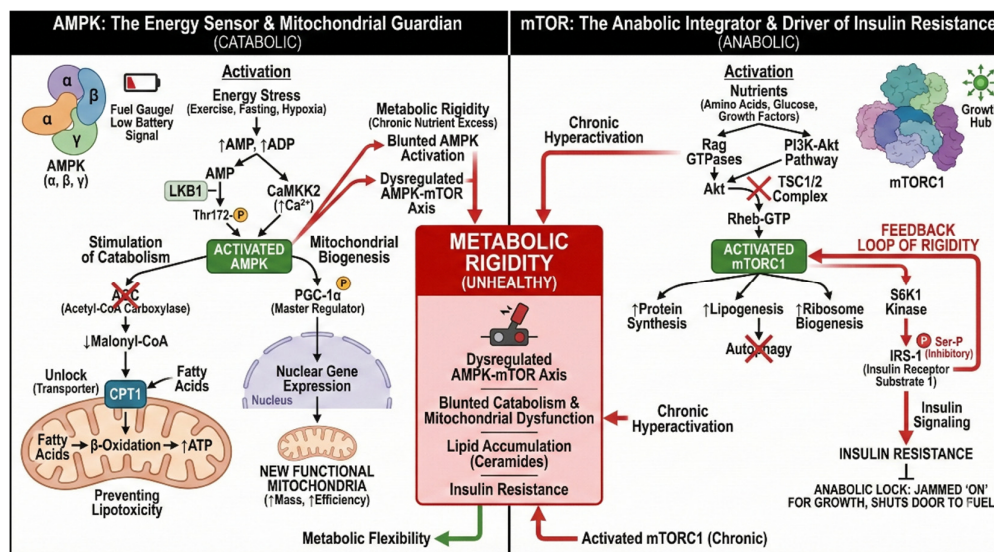 AMPK: The Energy Sensor & Mitochondrial Guardian
(CATABOLIC)
α
β
α
γ
AMPK
(α, β, γ)
Fuel Gauge/
Low Battery
Signal
Activation
Energy Stress
(Exercise, Fasting, Hypoxia)
↑AMP, ↑ADP
AMP
LKB1
Thr172-P
CaMKK2
(↑Ca²⁺)
Metabolic Rigidity
(Chronic Nutrient Excess)
Blunted AMPK
Activation
Dysregulated
AMPK-mTOR
Axis
Stimulation
of Catabolism
ACTIVATED
AMPK
Mitochondrial
Biogenesis
ACC
(Acetyl-CoA Carboxylase)
↓Malonyl-CoA
Unlock
(Transporter)
CPT1
Fatty
Acids
Fatty
Acids
β-Oxidation
↑ATP
Preventing
Lipotoxicity
P
PGC-1α
(Master Regulator)
Nuclear Gene
Expression
Nucleus
NEW FUNCTIONAL
MITOCHONDRIA
(↑Mass, ↑Efficiency)
METABOLIC
RIGIDITY
(UNHEALTHY)
Dysregulated
AMPK-mTOR Axis
Blunted Catabolism &
Mitochondrial Dysfunction
Lipid Accumulation
(Ceramides)
Insulin Resistance
Metabolic Flexibility
mTOR: The Anabolic Integrator & Driver of Insulin Resistance
(ANABOLIC)
Activation
Nutrients
(Amino Acids, Glucose,
Growth Factors)
Chronic
Hyperactivation
Rag
GTPases
PI3K-Akt
Pathway
Akt
TSC1/2
Complex
Rheb-GTP
mTORC1
Growt
Hub
ACTIVATED
mTORC1
FEEDBACK
LOOP OF RIGIDITY
↑Protein
Synthesis
↑Lipogenesis
↑Ribosome
Biogenesis
Autophagy
S6K1
Kinase
P Ser-P
(Inhibitory)
IRS-1
(Insulin Receptor
Substrate 1)
Chronic
Hyperactivation
Insulin
Signaling
INSULIN RESISTANCE
ANABOLIC LOCK: JAMMED 'ON'
FOR GROWTH, SHUTS DOOR TO FUEL
Activated mTORC1 (Chronic)